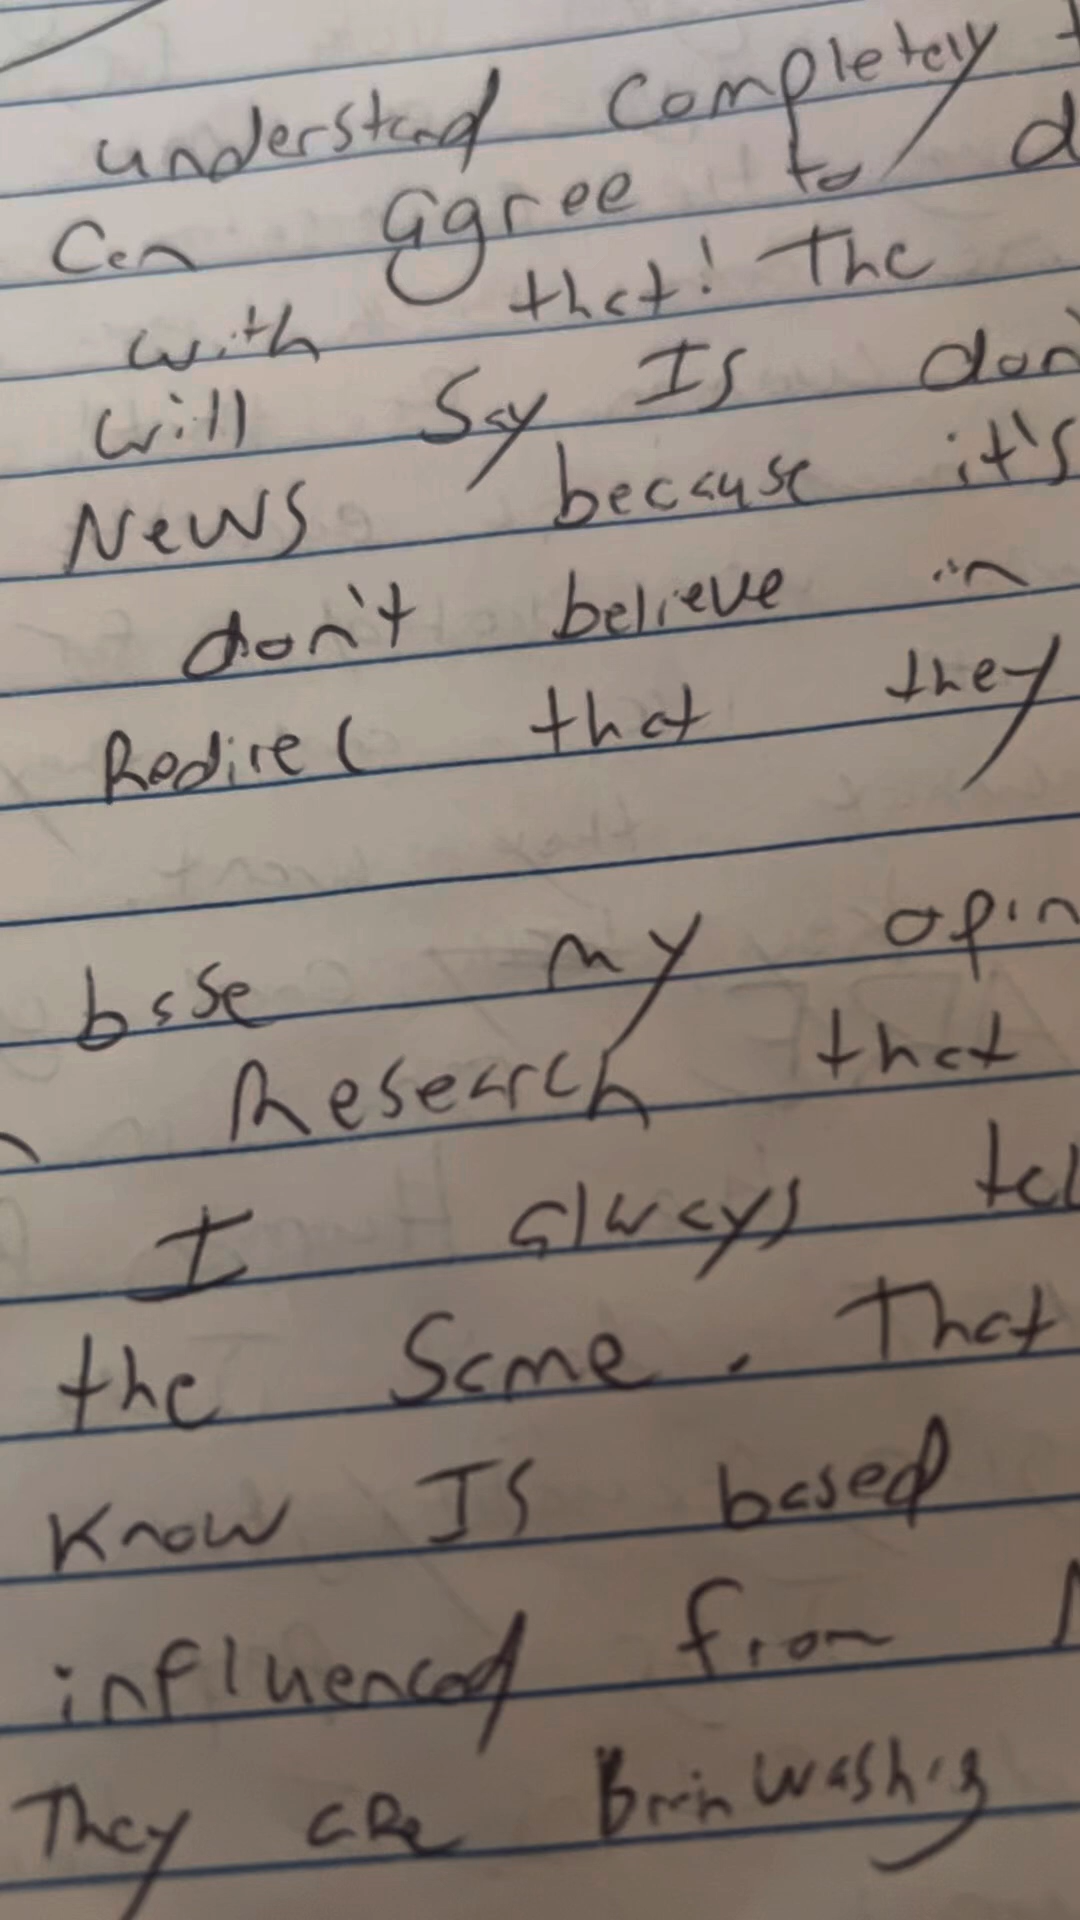 understand completely t
Can agree to d
with that! The
will say Is don'
News because it's
don't believe in
Redirec that they
base my opin
Research that
I always tel
the Same. That
Know IS based
influenced from
They are Brainwashing